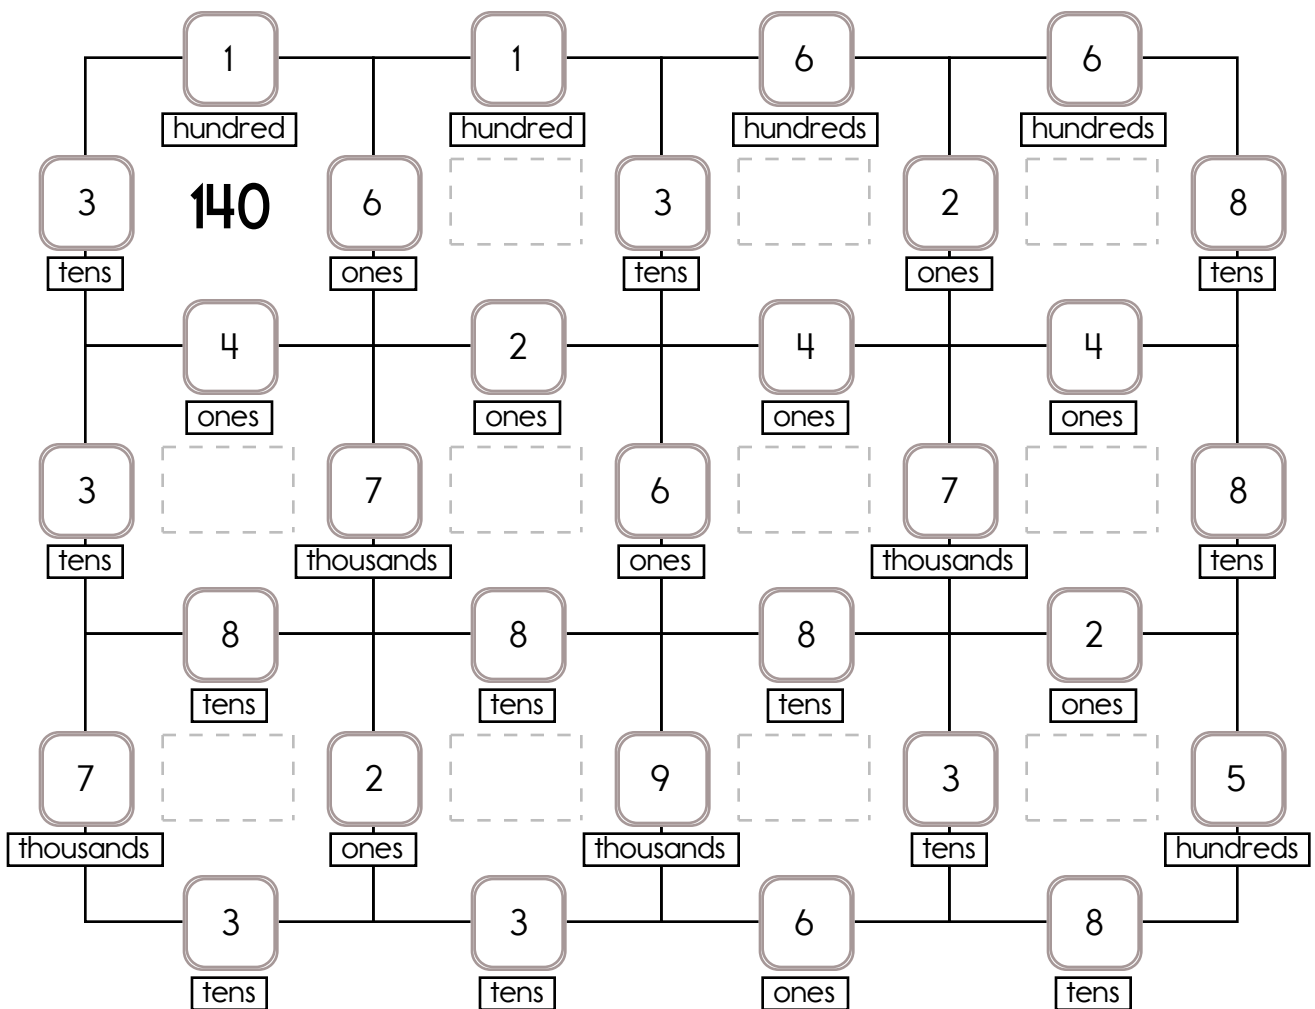 1 1 6 6
hundred hundred hundreds hundreds
3 140 6 3 2 8
tens ones tens ones tens
4 2 4 4
ones ones ones ones
3 7 6 7 8
tens thousands ones thousands tens
8 8 8 2
tens tens tens ones
7 2 9 3 5
thousands ones thousands tens hundreds
3 3 6 8
tens tens ones tens